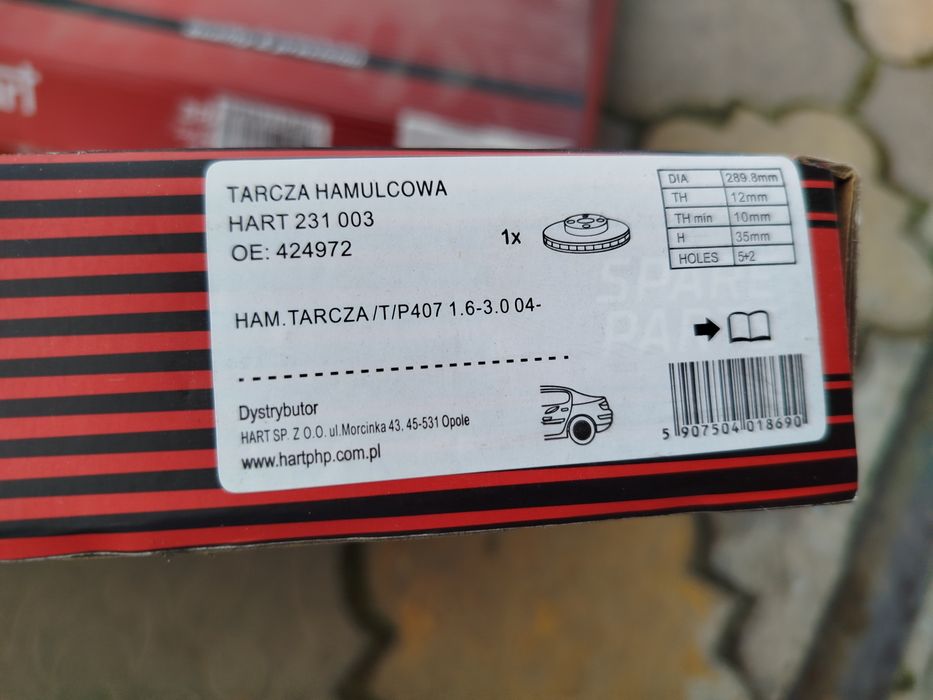 TARCZA HAMULCOWA
HART 231 003
OE: 424972
1x
DIA 289.8mm
TH 12mm
TH min 10mm
H 35mm
HOLES 5+2
SPARE
HAM.TARCZA /T/P407 1.6-3.0 04-
Dystrybutor
HART SP. Z O.O. ul.Morcinka 43, 45-531 Opole
www.hartphp.com.pl
5 907504 018690